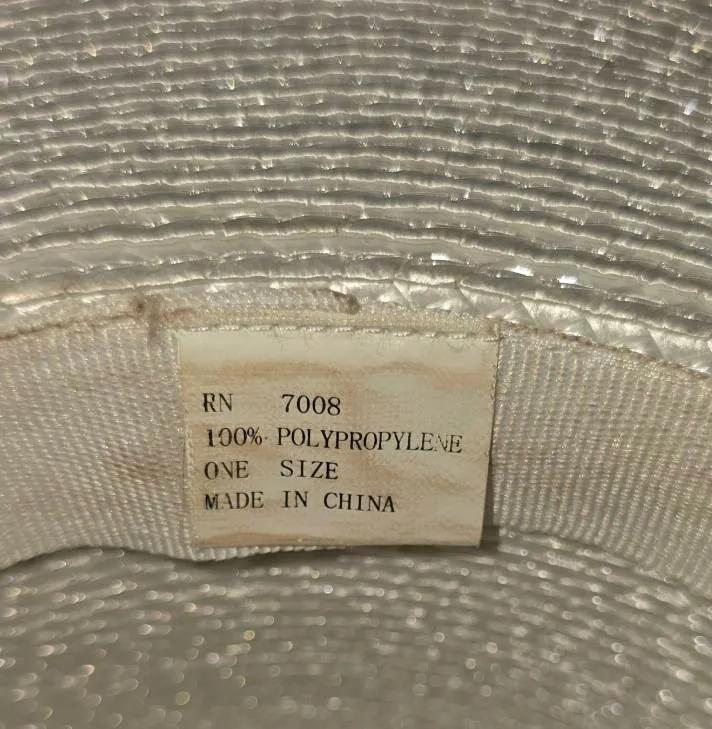 RN 7008
100% POLYPROPYLENE
ONE SIZE
MADE IN CHINA